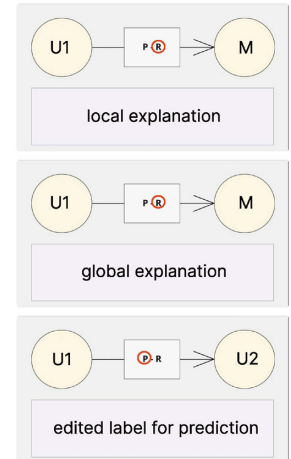 U1 P-R M
local explanation
U1 P-R M
global explanation
U1 P-R U2
edited label for prediction